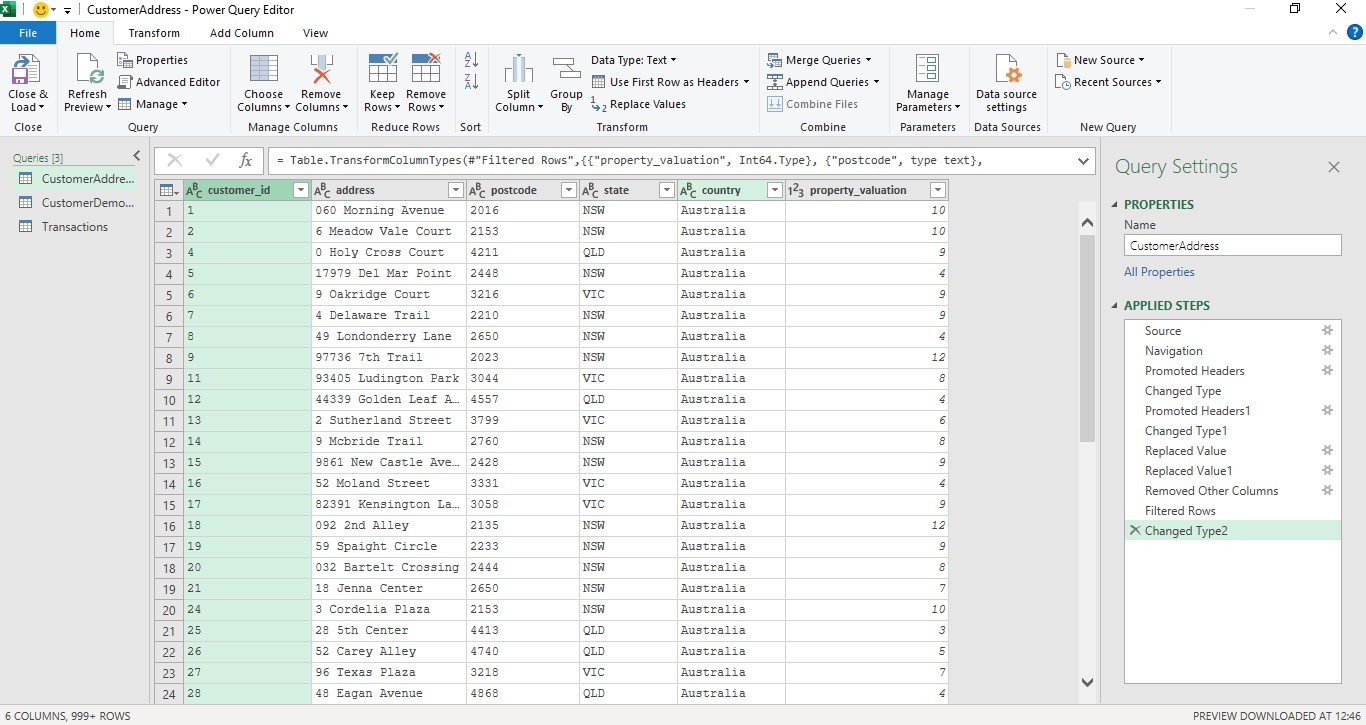 CustomerAddress - Power Query Editor
File Home Transform Add Column View
Close & Load
Close
Refresh Preview
Properties
Advanced Editor
Manage
Query
Choose Columns
Remove Columns
Manage Columns
Keep Rows
Remove Rows
Reduce Rows
Sort
Split Column
Group By
Data Type: Text
Use First Row as Headers
Replace Values
Transform
Merge Queries
Append Queries
Combine Files
Combine
Manage Parameters
Parameters
Data source settings
Data Sources
New Source
Recent Sources
New Query
Queries [3]
CustomerAddre...
CustomerDemo...
Transactions
fx = Table.TransformColumnTypes(#"Filtered Rows",{{"property_valuation", Int64.Type}, {"postcode", type text},
customer_id address postcode state country property_valuation
1 1 060 Morning Avenue 2016 NSW Australia 10
2 2 6 Meadow Vale Court 2153 NSW Australia 10
3 4 0 Holy Cross Court 4211 QLD Australia 9
4 5 17979 Del Mar Point 2448 NSW Australia 4
5 6 9 Oakridge Court 3216 VIC Australia 9
6 7 4 Delaware Trail 2210 NSW Australia 9
7 8 49 Londonderry Lane 2650 NSW Australia 4
8 9 97736 7th Trail 2023 NSW Australia 12
9 11 93405 Ludington Park 3044 VIC Australia 8
10 12 44339 Golden Leaf A... 4557 QLD Australia 4
11 13 2 Sutherland Street 3799 VIC Australia 6
12 14 9 Mcbride Trail 2760 NSW Australia 8
13 15 9861 New Castle Ave... 2428 NSW Australia 9
14 16 52 Moland Street 3331 VIC Australia 4
15 17 82391 Kensington La... 3058 VIC Australia 9
16 18 092 2nd Alley 2135 NSW Australia 12
17 19 59 Spaight Circle 2233 NSW Australia 9
18 20 032 Bartelt Crossing 2444 NSW Australia 8
19 21 18 Jenna Center 2650 NSW Australia 7
20 24 3 Cordelia Plaza 2153 NSW Australia 10
21 25 28 5th Center 4413 QLD Australia 3
22 26 52 Carey Alley 4740 QLD Australia 5
23 27 96 Texas Plaza 3218 VIC Australia 7
24 28 48 Eagan Avenue 4868 QLD Australia 4
Query Settings
PROPERTIES
Name
CustomerAddress
All Properties
APPLIED STEPS
Source
Navigation
Promoted Headers
Changed Type
Promoted Headers1
Changed Type1
Replaced Value
Replaced Value1
Removed Other Columns
Filtered Rows
Changed Type2
6 COLUMNS, 999+ ROWS
PREVIEW DOWNLOADED AT 12:46